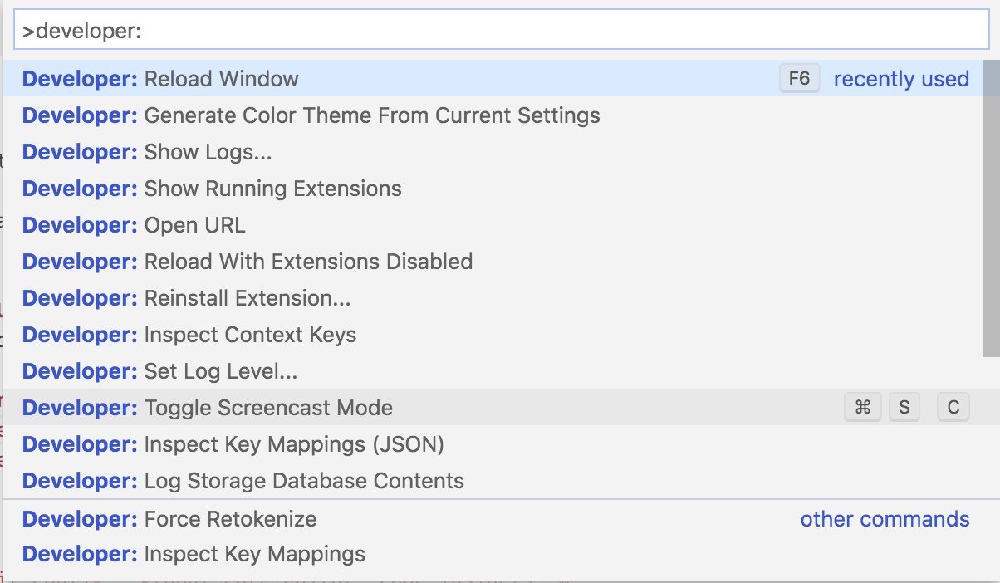 >developer:
Developer: Reload Window F6 recently used
Developer: Generate Color Theme From Current Settings
Developer: Show Logs...
Developer: Show Running Extensions
Developer: Open URL
Developer: Reload With Extensions Disabled
Developer: Reinstall Extension...
Developer: Inspect Context Keys
Developer: Set Log Level...
Developer: Toggle Screencast Mode ⌘ S C
Developer: Inspect Key Mappings (JSON)
Developer: Log Storage Database Contents
Developer: Force Retokenize other commands
Developer: Inspect Key Mappings